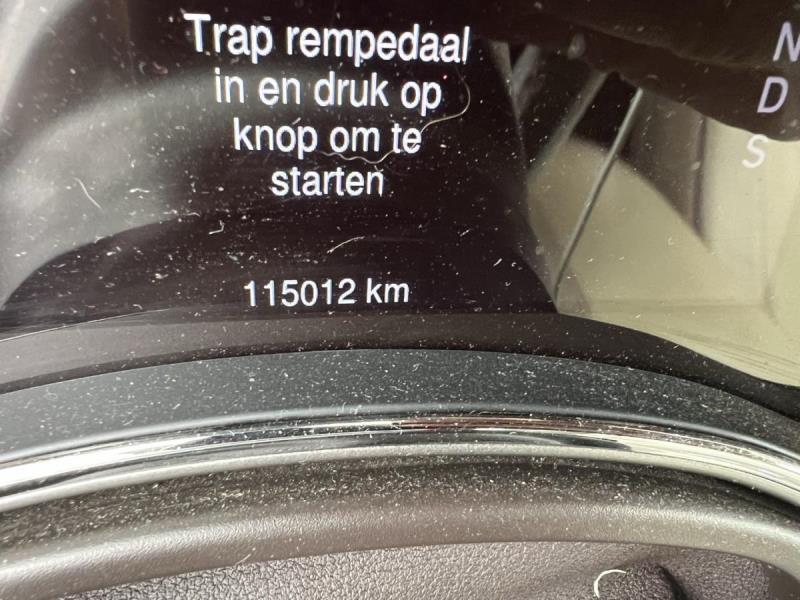 Trap rempedaal
in en druk op
knop om te
starten
115012 km
N
D
S